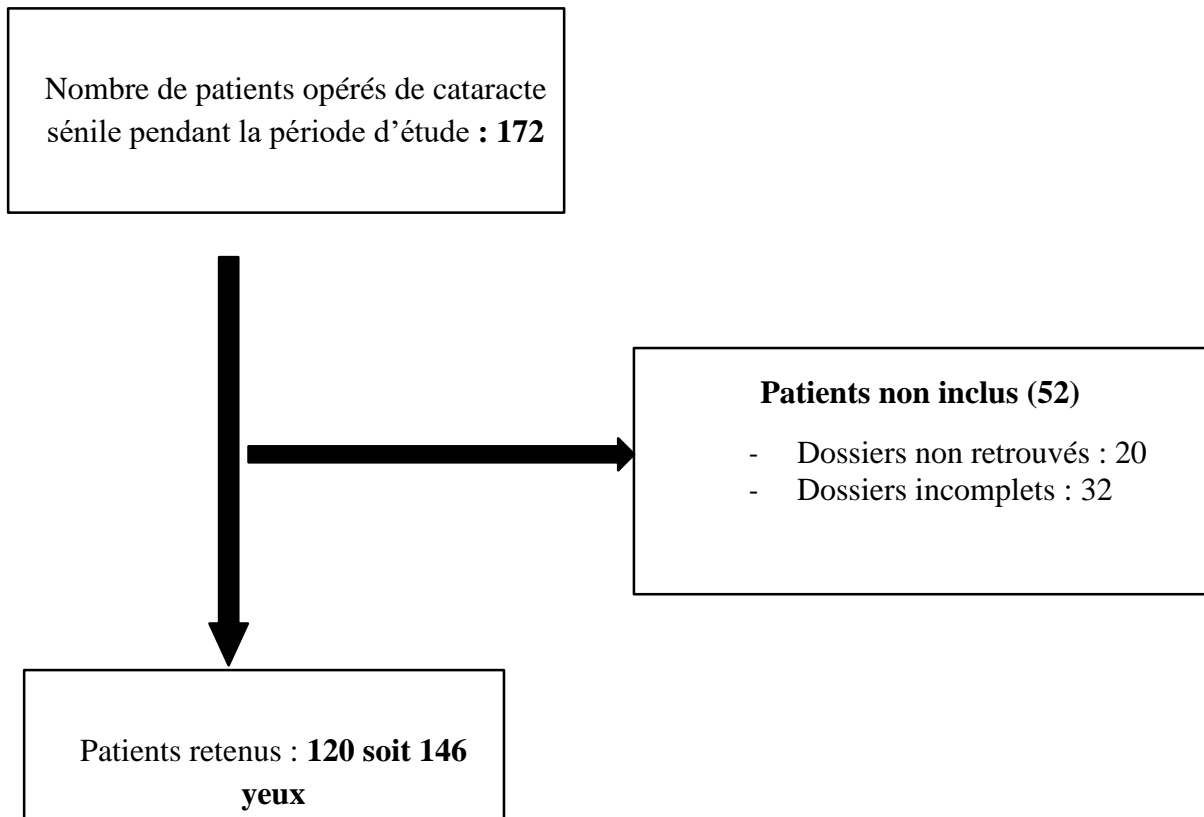 Nombre de patients opérés de cataracte
sénile pendant la période d’étude : 172
Patients non inclus (52)
- Dossiers non retrouvés : 20
- Dossiers incomplets : 32
Patients retenus : 120 soit 146
yeux